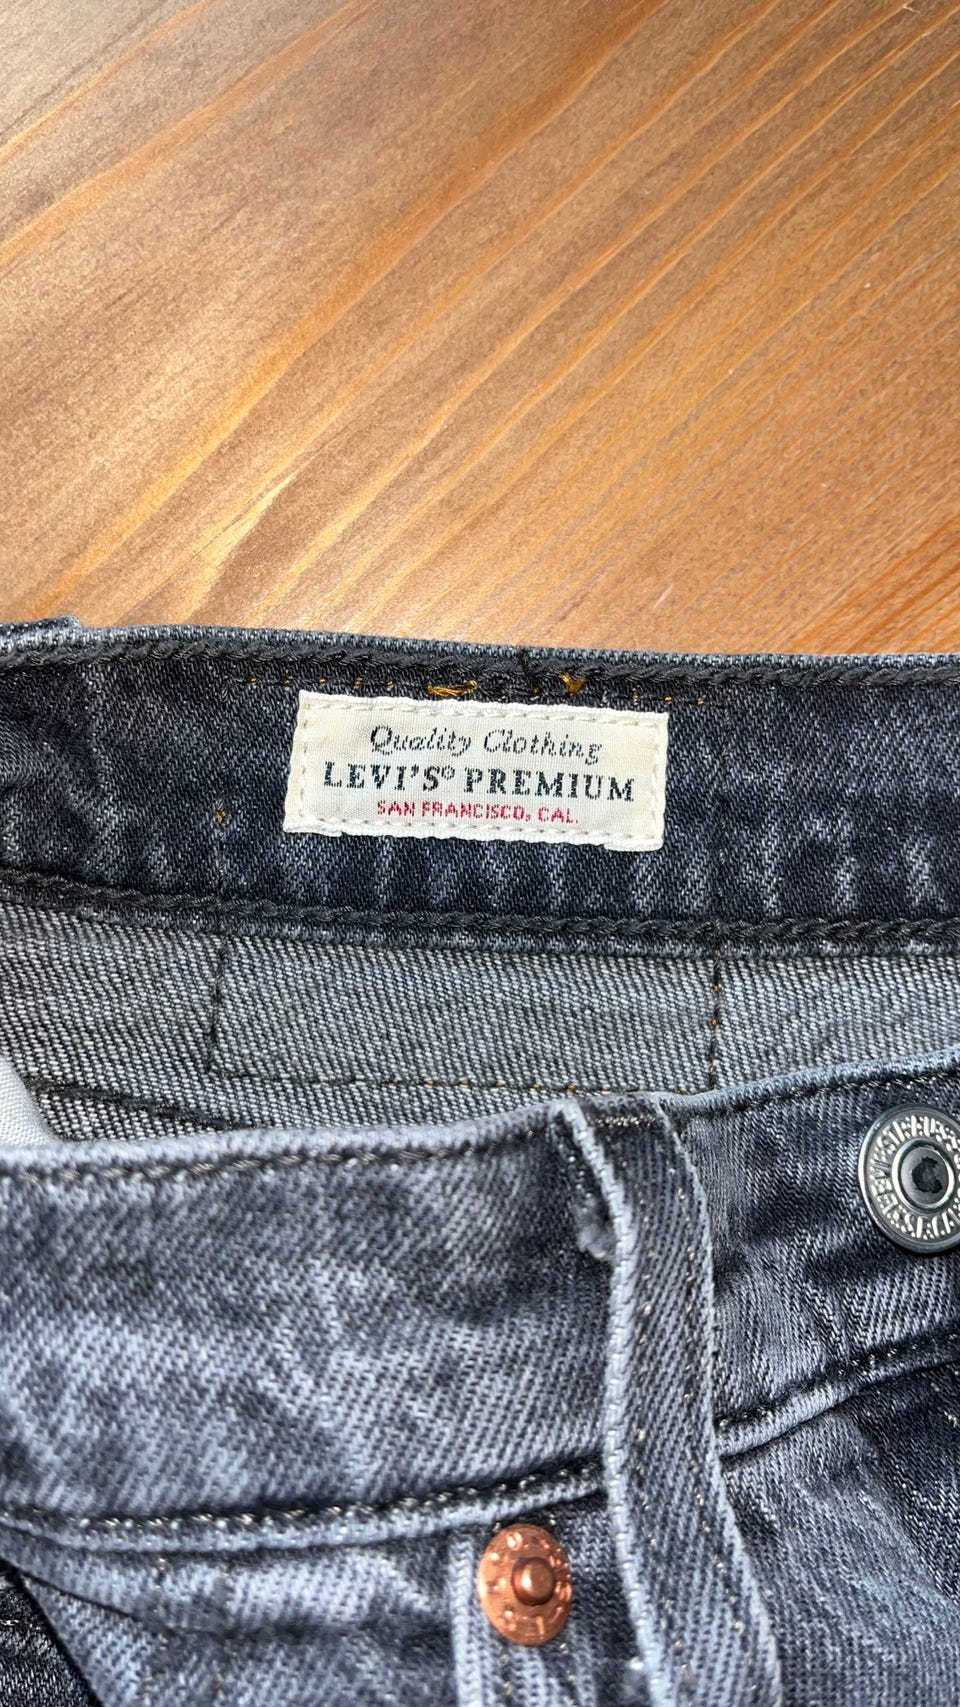 Quality Clothing
LEVI'S® PREMIUM
SAN FRANCISCO, CAL.